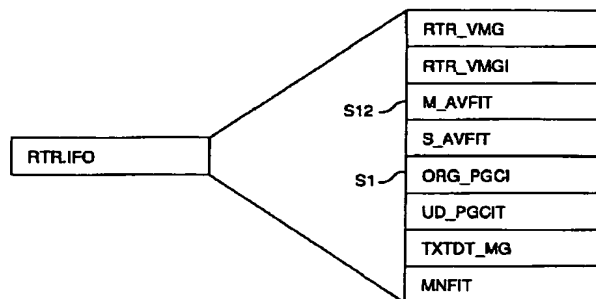 RTR_VMG
RTR_VMGI
S12
M_AVFIT
S_AVFIT
RTR.IFO
S1
ORG_PGCI
UD_PGCIT
TXTDT_MG
MNFIT